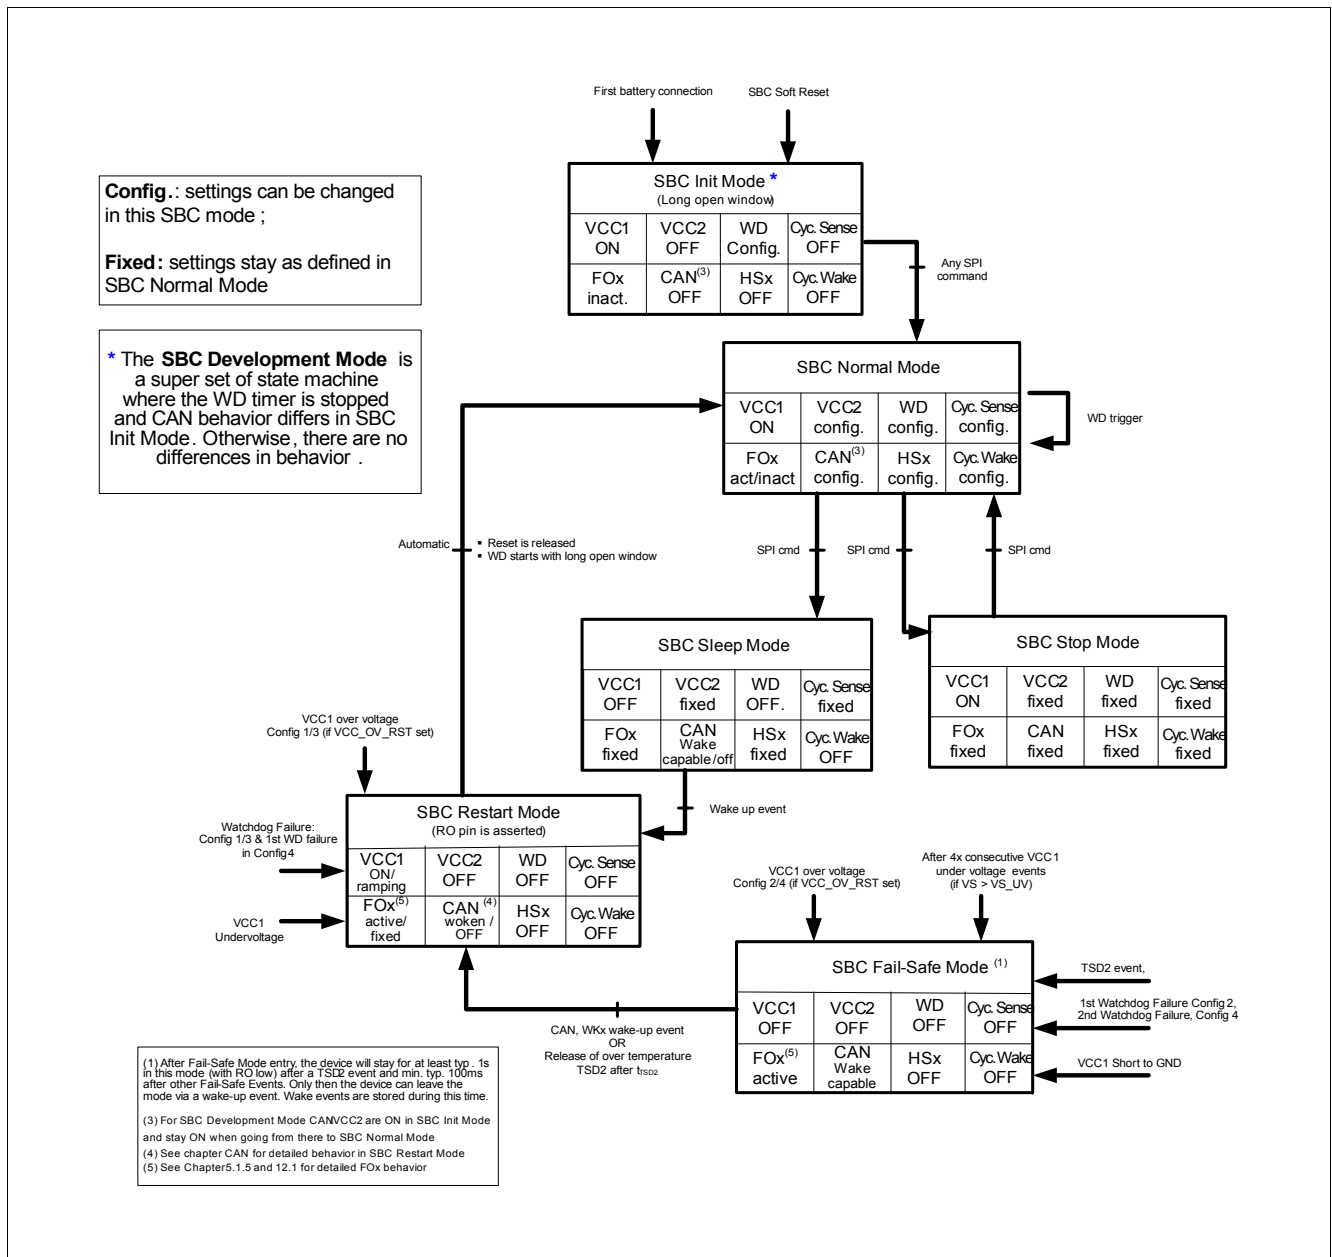 First battery connection
SBC Soft Reset
Config.: settings can be changed
in this SBC mode ;
Fixed: settings stay as defined in
SBC Normal Mode
* The SBC Development Mode is
a super set of state machine
where the WD timer is stopped
and CAN behavior differs in SBC
Init Mode. Otherwise, there are no
differences in behavior .
SBC Init Mode *
(Long open window)
VCC1
ON
VCC2
OFF
WD
Config.
Cyc. Sense
OFF
FOx
inact.
CAN(3)
OFF
HSx
OFF
Cyc. Wake
OFF
Any SPI
command
SBC Normal Mode
VCC1
ON
VCC2
config.
WD
config.
Cyc. Sense
config.
FOx
act/inact
CAN(3)
config.
HSx
config.
Cyc. Wake
config.
WD trigger
Automatic
▪ Reset is released
▪ WD starts with long open window
SPI cmd
SPI cmd
SPI cmd
SBC Sleep Mode
VCC1
OFF
VCC2
fixed
WD
OFF.
Cyc. Sense
fixed
FOx
fixed
CAN
Wake
capable/off
HSx
fixed
Cyc. Wake
OFF
SBC Stop Mode
VCC1
ON
VCC2
fixed
WD
fixed
Cyc. Sense
fixed
FOx
fixed
CAN
fixed
HSx
fixed
Cyc. Wake
fixed
VCC1 over voltage
Config 1/3 (if VCC_OV_RST set)
Wake up event
Watchdog Failure:
Config 1/3 & 1st WD failure
in Config4
VCC1
Undervoltage
SBC Restart Mode
(RO pin is asserted)
VCC1
ON/
ramping
VCC2
OFF
WD
OFF
Cyc. Sense
OFF
FOx(5)
active/
fixed
CAN (4)
woken /
OFF
HSx
OFF
Cyc. Wake
OFF
VCC1 over voltage
Config 2/4 (if VCC_OV_RST set)
After 4x consecutive VCC1
under voltage events
(if VS > VS_UV)
SBC Fail-Safe Mode (1)
VCC1
OFF
VCC2
OFF
WD
OFF
Cyc. Sense
OFF
FOx(5)
active
CAN
Wake
capable
HSx
OFF
Cyc. Wake
OFF
TSD2 event,
1st Watchdog Failure Config 2,
2nd Watchdog Failure, Config 4
VCC1 Short to GND
CAN, WKx wake-up event
OR
Release of over temperature
TSD2 after tTSD2
(1) After Fail-Safe Mode entry, the device will stay for at least typ. 1s
in this mode (with RO low) after a TSD2 event and min. typ. 100ms
after other Fail-Safe Events. Only then the device can leave the
mode via a wake-up event. Wake events are stored during this time.
(3) For SBC Development Mode CAN/VCC2 are ON in SBC Init Mode
and stay ON when going from there to SBC Normal Mode
(4) See chapter CAN for detailed behavior in SBC Restart Mode
(5) See Chapter 5.1.5 and 12.1 for detailed FOx behavior